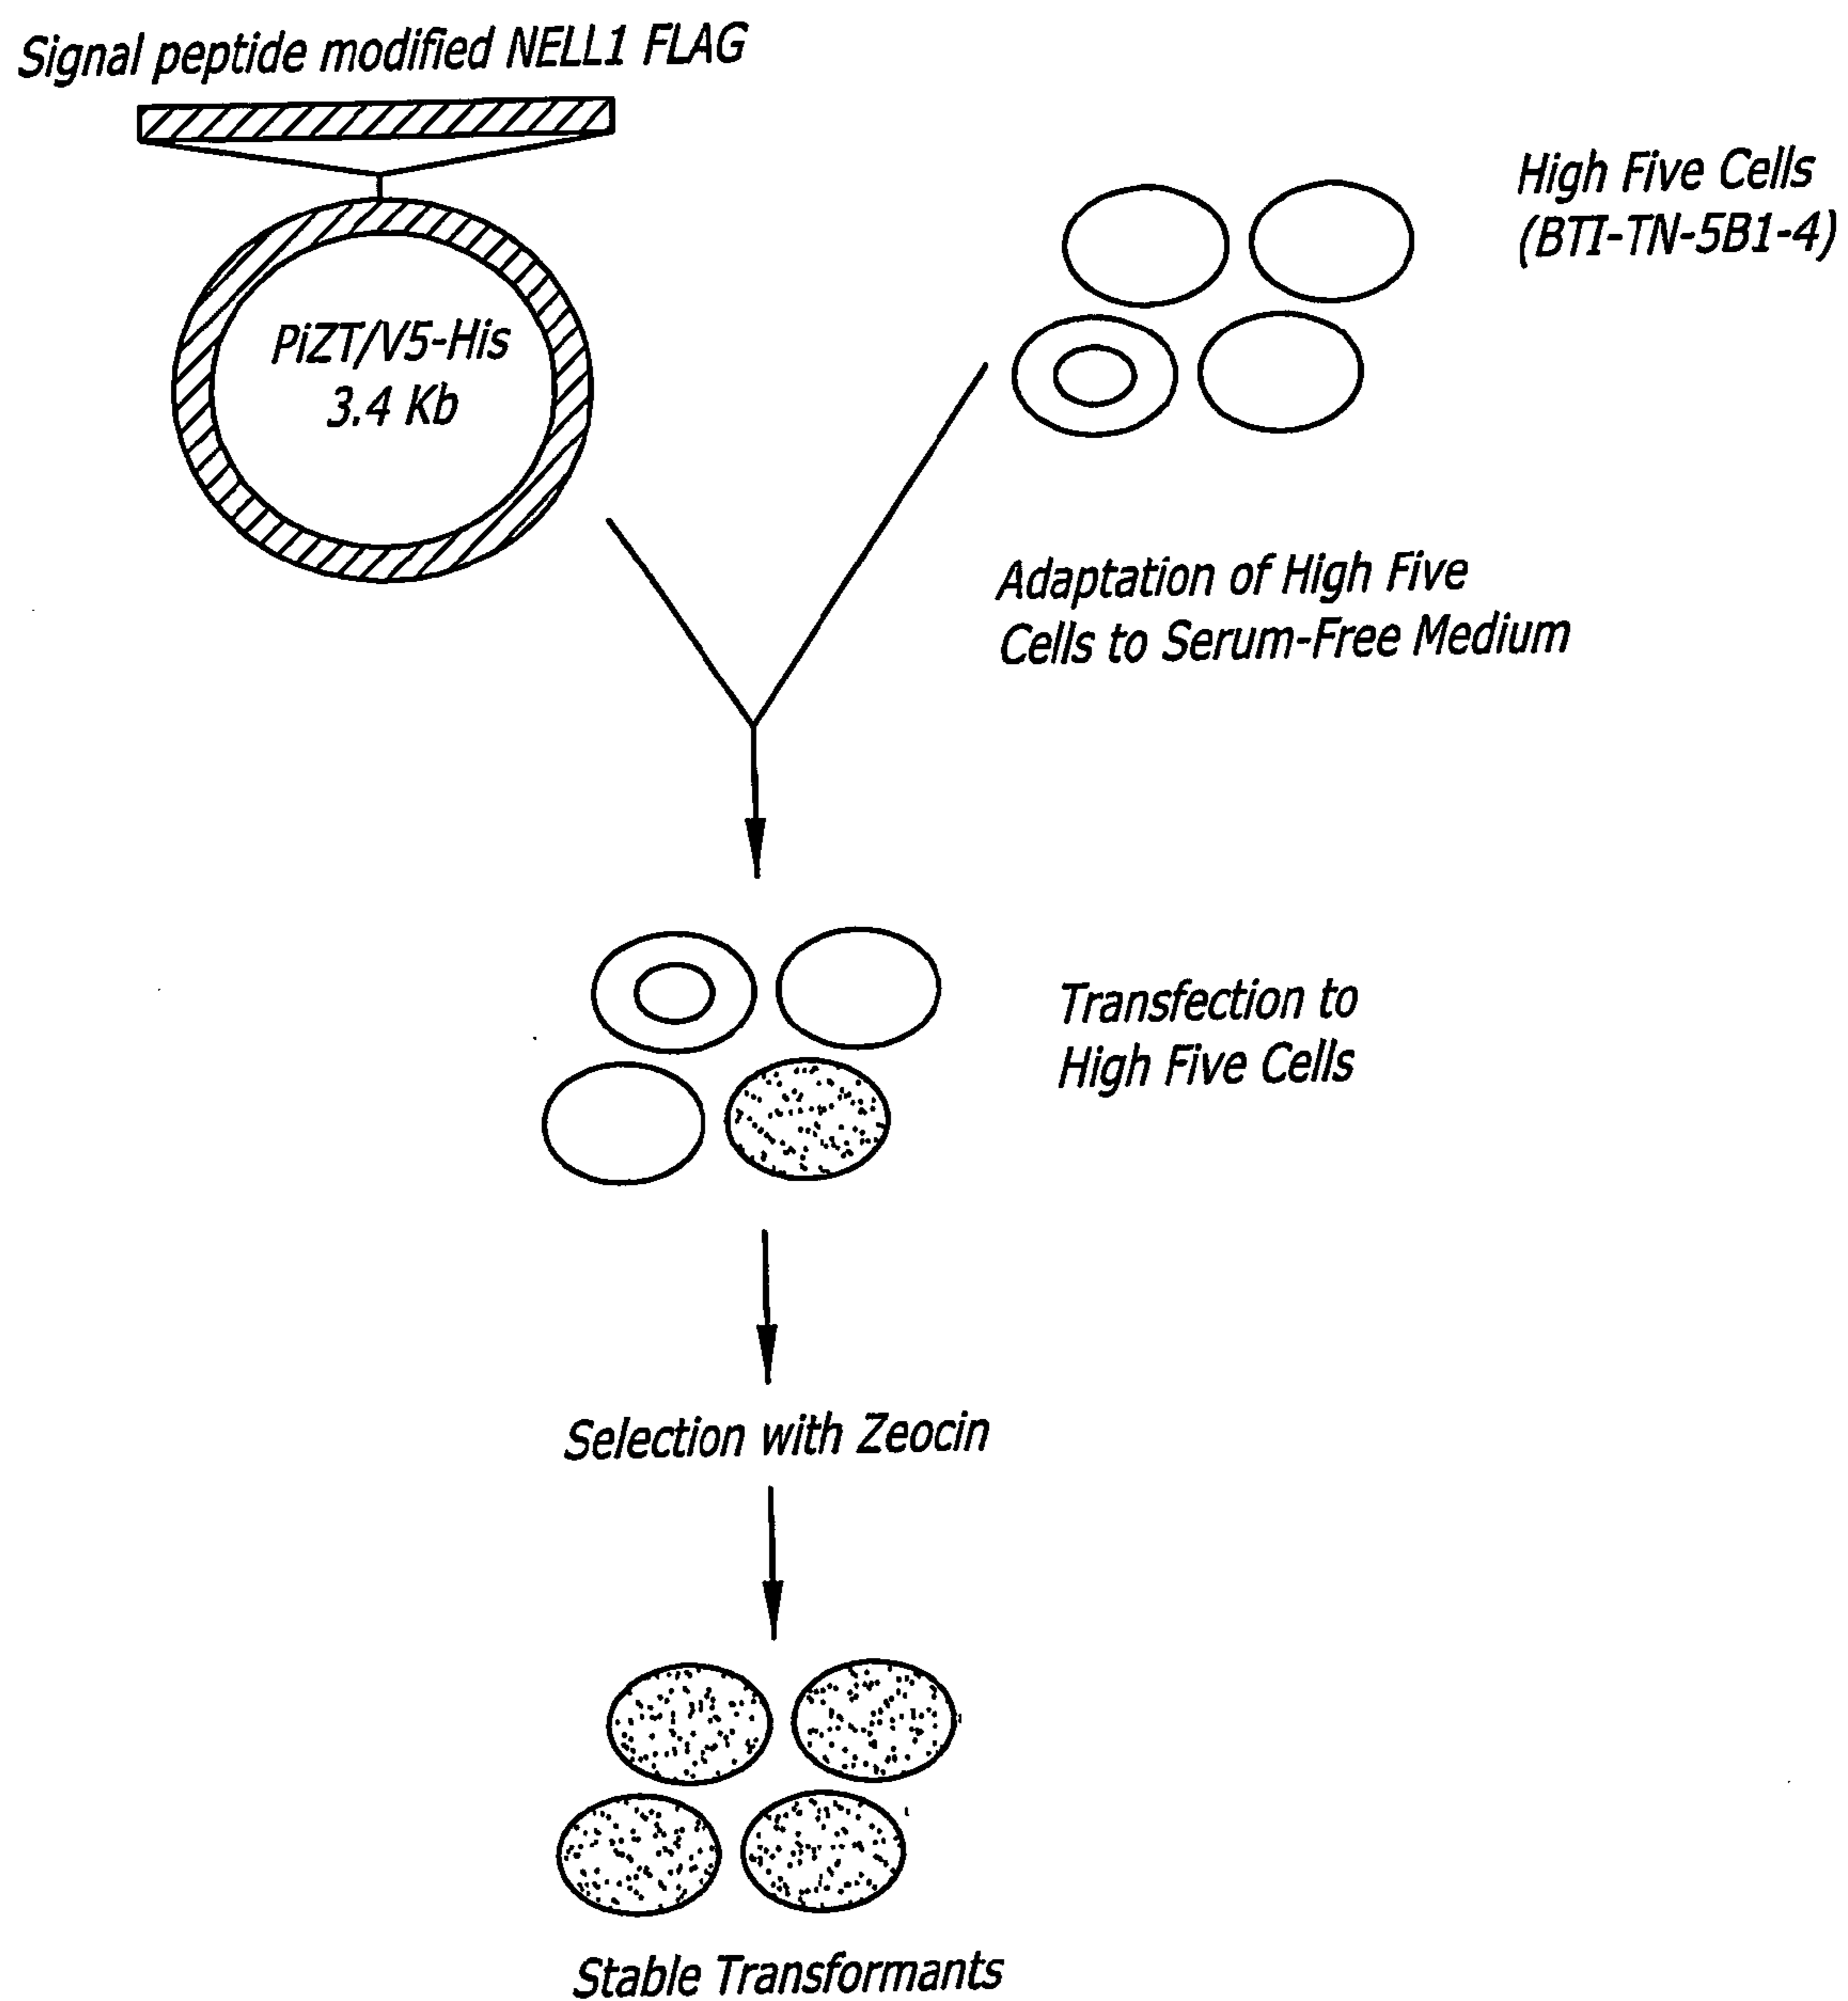 Signal peptide modified NELL1 FLAG
PiZT/V5-His
3.4 Kb
High Five Cells
(BTI-TN-5B1-4)
Adaptation of High Five
Cells to Serum-Free Medium
Transfection to
High Five Cells
Selection with Zeocin
Stable Transformants